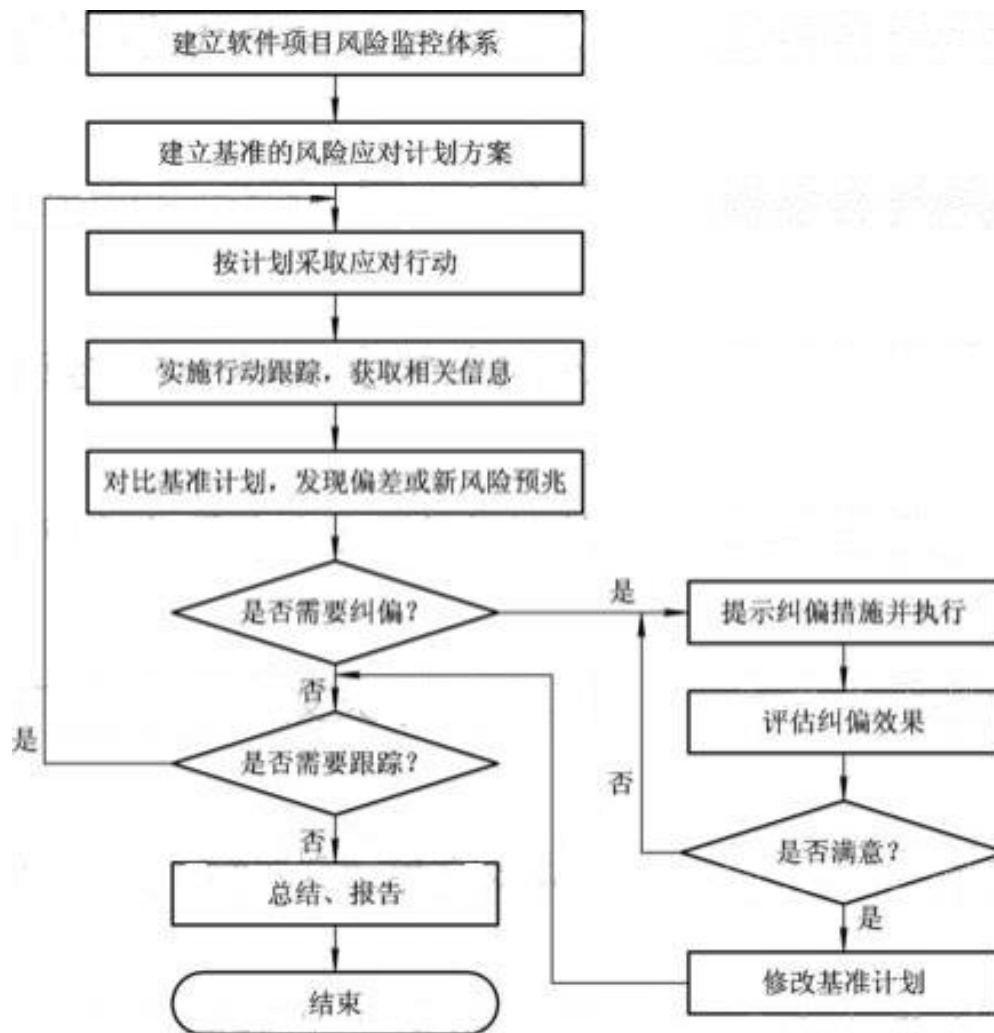 建立软件项目风险监控体系
建立基准的风险应对计划方案
按计划采取应对行动
实施行动跟踪，获取相关信息
对比基准计划，发现偏差或新风险预兆
是否需要纠偏？
是
提示纠偏措施并执行
否
评估纠偏效果
是
是否需要跟踪？
否
是否满意？
否
总结、报告
是
修改基准计划
结束